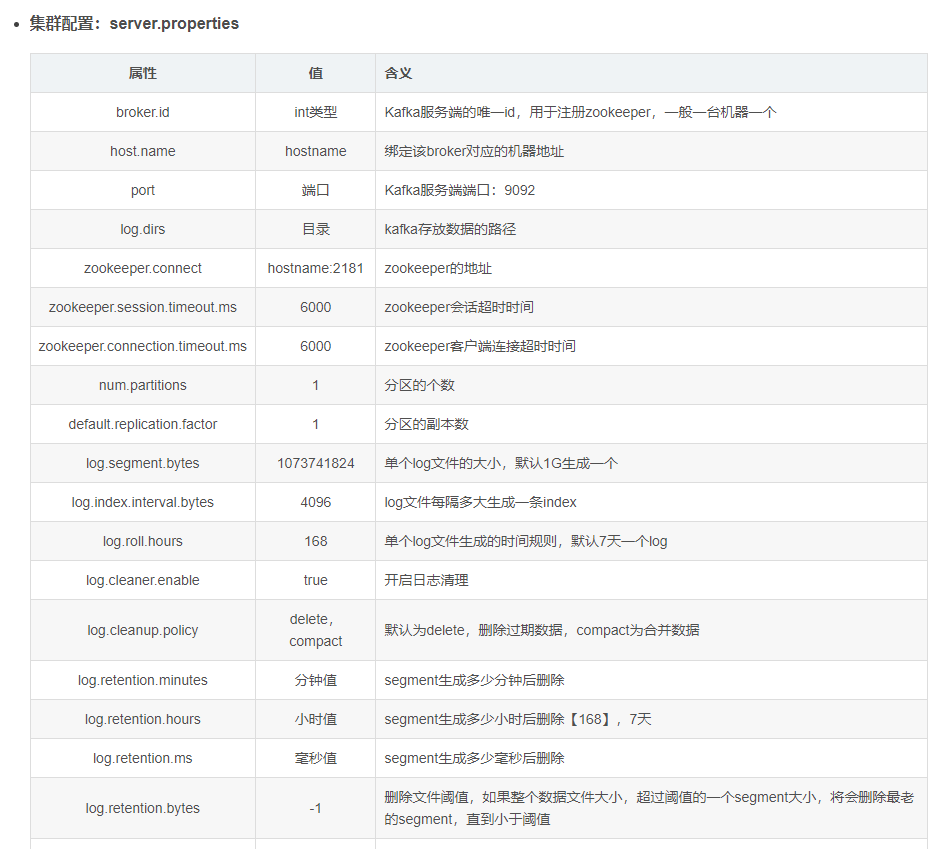 集群配置：server.properties
属性 值 含义
broker.id int类型 Kafka服务端的唯一id，用于注册zookeeper，一般一台机器一个
host.name hostname 绑定该broker对应的机器地址
port 端口 Kafka服务端端口：9092
log.dirs 目录 kafka存放数据的路径
zookeeper.connect hostname:2181 zookeeper的地址
zookeeper.session.timeout.ms 6000 zookeeper会话超时时间
zookeeper.connection.timeout.ms 6000 zookeeper客户端连接超时时间
num.partitions 1 分区的个数
default.replication.factor 1 分区的副本数
log.segment.bytes 1073741824 单个log文件的大小，默认1G生成一个
log.index.interval.bytes 4096 log文件每隔多大生成一条index
log.roll.hours 168 单个log文件生成的时间规则，默认7天一个log
log.cleaner.enable true 开启日志清理
log.cleanup.policy delete，
compact 默认为delete，删除过期数据，compact为合并数据
log.retention.minutes 分钟值 segment生成多少分钟后删除
log.retention.hours 小时值 segment生成多少小时后删除【168】，7天
log.retention.ms 毫秒值 segment生成多少毫秒后删除
log.retention.bytes -1 删除文件阈值，如果整个数据文件大小，超过阈值的一个segment大小，将会删除最老
的segment，直到小于阈值